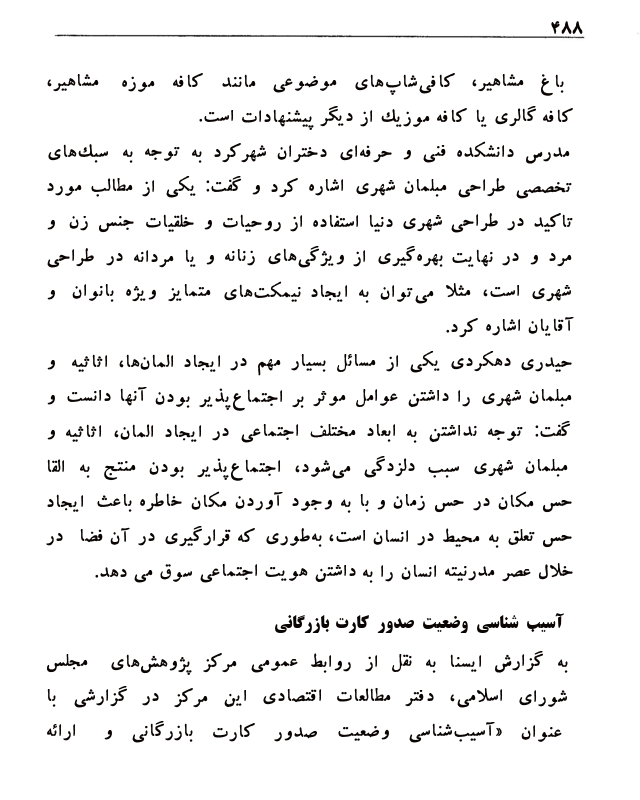 ۴۸۸
باغ مشاهیر، کافی‌شاپ‌های موضوعی مانند کافه موزه مشاهیر،
کافه گالری یا کافه موزیك از دیگر پیشنهادات است.
مدرس دانشکده فنی و حرفه‌ای دختران شهرکرد به توجه به سبك‌های
تخصصی طراحی مبلمان شهری اشاره کرد و گفت: یکی از مطالب مورد
تاکید در طراحی شهری دنیا استفاده از روحیات و خلقیات جنس زن و
مرد و در نهایت بهره‌گیری از ویژگی‌های زنانه و یا مردانه در طراحی
شهری است، مثلا می‌توان به ایجاد نیمکت‌های متمایز ویژه بانوان و
آقایان اشاره کرد.
حیدری دهکردی یکی از مسائل بسیار مهم در ایجاد المان‌ها، اثاثیه و
مبلمان شهری را داشتن عوامل موثر بر اجتماع‌پذیر بودن آنها دانست و
گفت: توجه نداشتن به ابعاد مختلف اجتماعی در ایجاد المان، اثاثیه و
مبلمان شهری سبب دلزدگی می‌شود، اجتماع‌پذیر بودن منتج به القا
حس مکان در حس زمان و با به وجود آوردن مکان خاطره باعث ایجاد
حس تعلق به محیط در انسان است، به‌طوری که قرارگیری در آن فضا در
خلال عصر مدرنیته انسان را به داشتن هویت اجتماعی سوق می دهد.
آسیب شناسی وضعیت صدور کارت بازرگانی
به گزارش ایسنا به نقل از روابط عمومی مرکز پژوهش‌های مجلس
شورای اسلامی، دفتر مطالعات اقتصادی این مرکز در گزارشی با
عنوان «آسیب‌شناسی وضعیت صدور کارت بازرگانی و ارائه